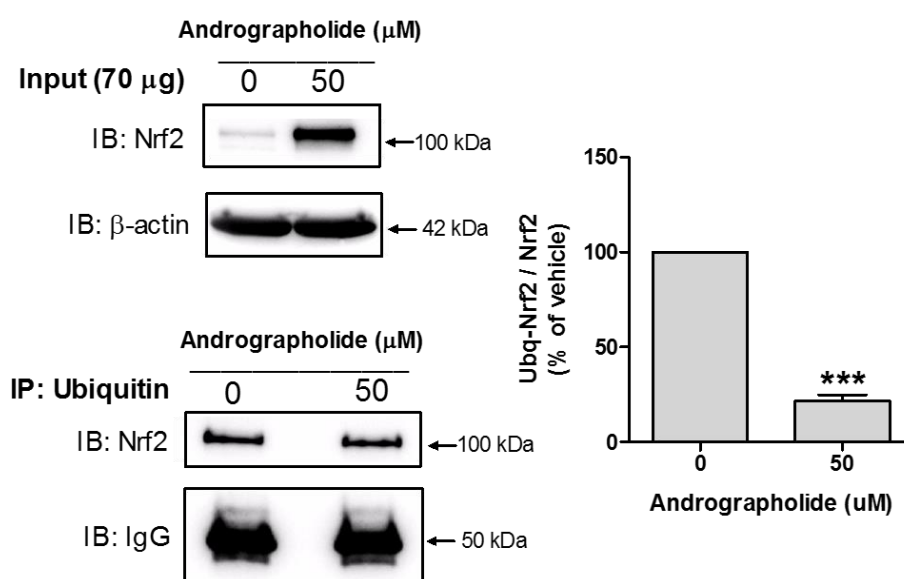 Andrographolide (μM)
Input (70 μg)
0
50
IB: Nrf2
100 kDa
IB: β-actin
42 kDa
Andrographolide (μM)
IP: Ubiquitin
0
50
IB: Nrf2
100 kDa
IB: IgG
50 kDa
Ubq-Nrf2 / Nrf2
(% of vehicle)
150
100
50
0
***
0
50
Andrographolide (uM)